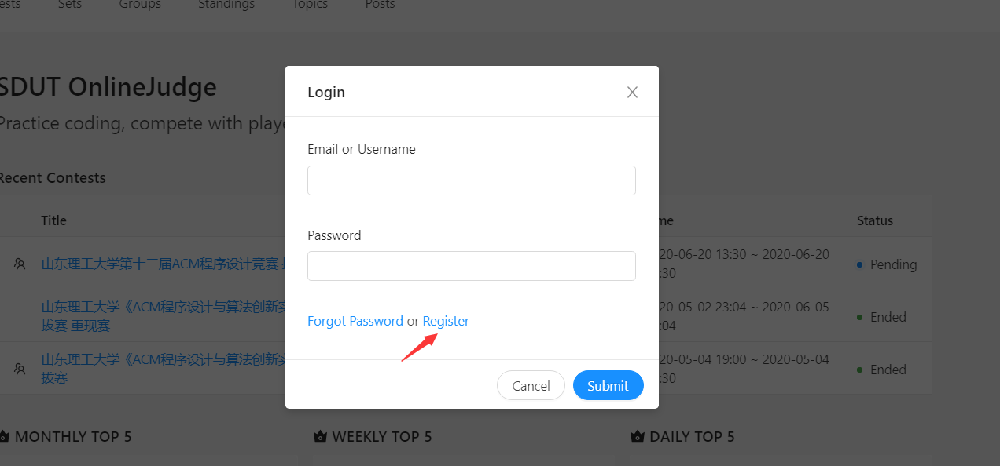 Sets Groups Standings Topics Posts
SDUT OnlineJudge
Practice coding, compete with
Recent Contests
Title
Status
山东理工大学第十二届ACM程序设计竞赛
20-06-20 13:30 ~ 2020-06-20
:30
Pending
山东理工大学《ACM程序设计与算法创新实
拔赛 重现赛
20-05-02 23:04 ~ 2020-06-05
:04
Ended
山东理工大学《ACM程序设计与算法创新实
拔赛
20-05-04 19:00 ~ 2020-05-04
:30
Ended
MONTHLY TOP 5
WEEKLY TOP 5
DAILY TOP 5
Login
Email or Username
Password
Forgot Password or Register
Cancel Submit